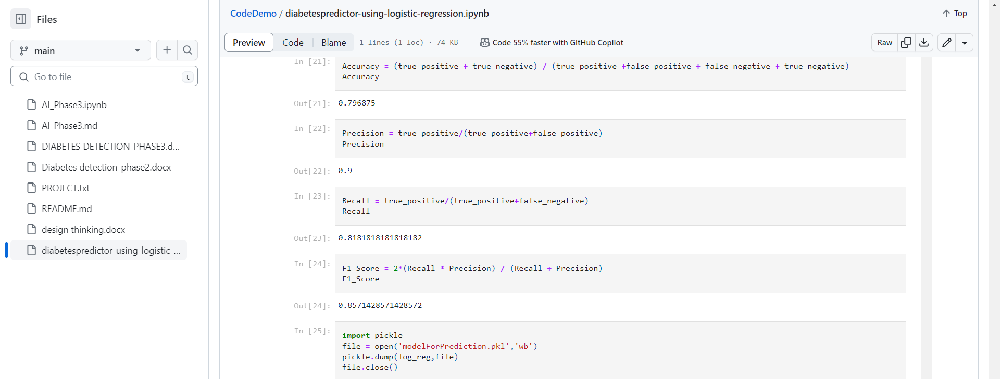 Files
main
Go to file
t
AI_Phase3.ipynb
AI_Phase3.md
DIABETES DETECTION_PHASE3.d...
Diabetes detection_phase2.docx
PROJECT.txt
README.md
design thinking.docx
diabetespredictor-using-logistic-...
CodeDemo / diabetespredictor-using-logistic-regression.ipynb
Top
Preview Code Blame 1 lines (1 loc) · 74 KB Code 55% faster with GitHub Copilot Raw
In [21]: Accuracy = (true_positive + true_negative) / (true_positive +false_positive + false_negative + true_negative)
Accuracy
Out[21]: 0.796875
In [22]: Precision = true_positive/(true_positive+false_positive)
Precision
Out[22]: 0.9
In [23]: Recall = true_positive/(true_positive+false_negative)
Recall
Out[23]: 0.8181818181818182
In [24]: F1_Score = 2*(Recall * Precision) / (Recall + Precision)
F1_Score
Out[24]: 0.8571428571428572
In [25]: import pickle
file = open('modelForPrediction.pkl','wb')
pickle.dump(log_reg,file)
file.close()